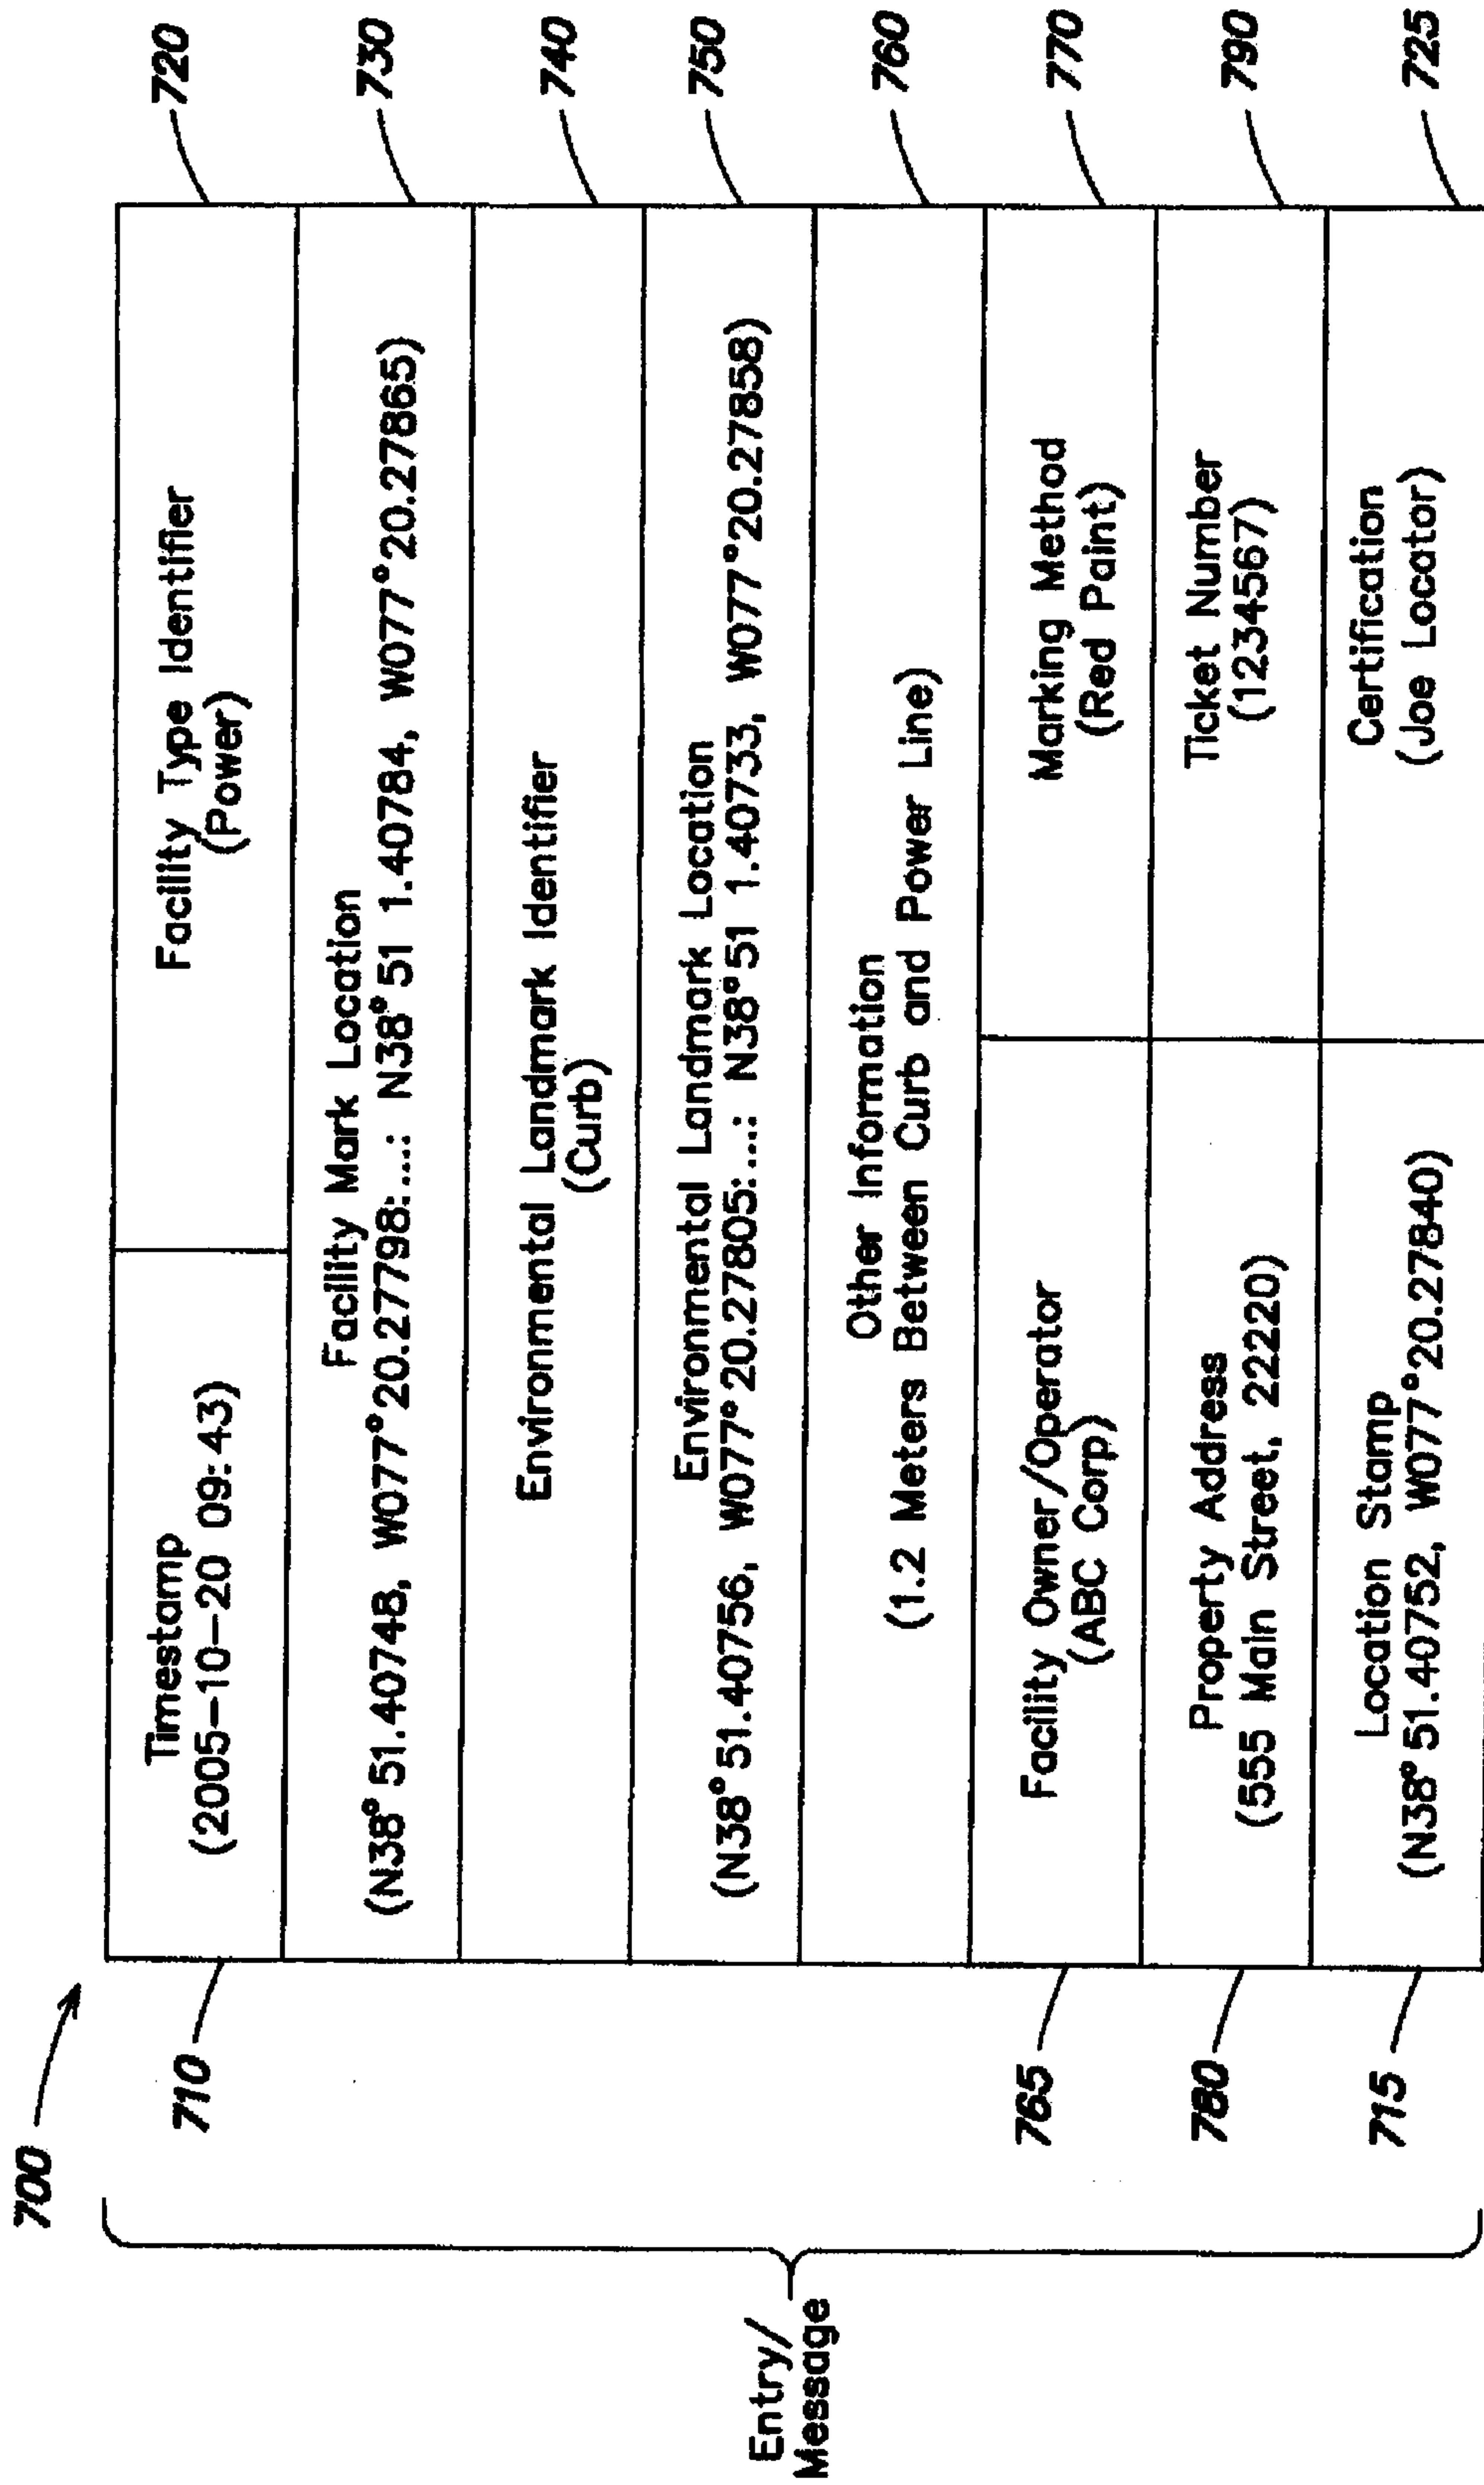 700
710
Timestamp
(2005-10-20 09:43)
Facility Type Identifier
(Power)
720
Facility Mark Location
(N38°51.40748, W077°20.27798:...: N38°51 1.40784, W077°20.27865)
730
Environmental Landmark Identifier
(Curb)
740
Environmental Landmark Location
(N38°51.40756, W077°20.27805:...: N38°51 1.40733, W077°20.27858)
750
Other Information
(1.2 Meters Between Curb and Power Line)
760
765
Facility Owner/Operator
(ABC Corp)
Marking Method
(Red Paint)
770
780
Property Address
(555 Main Street, 22220)
Ticket Number
(1234567)
790
715
Location Stamp
(N38°51.40752, W077°20.27840)
Certification
(Joe Locator)
725
Entry/
Message